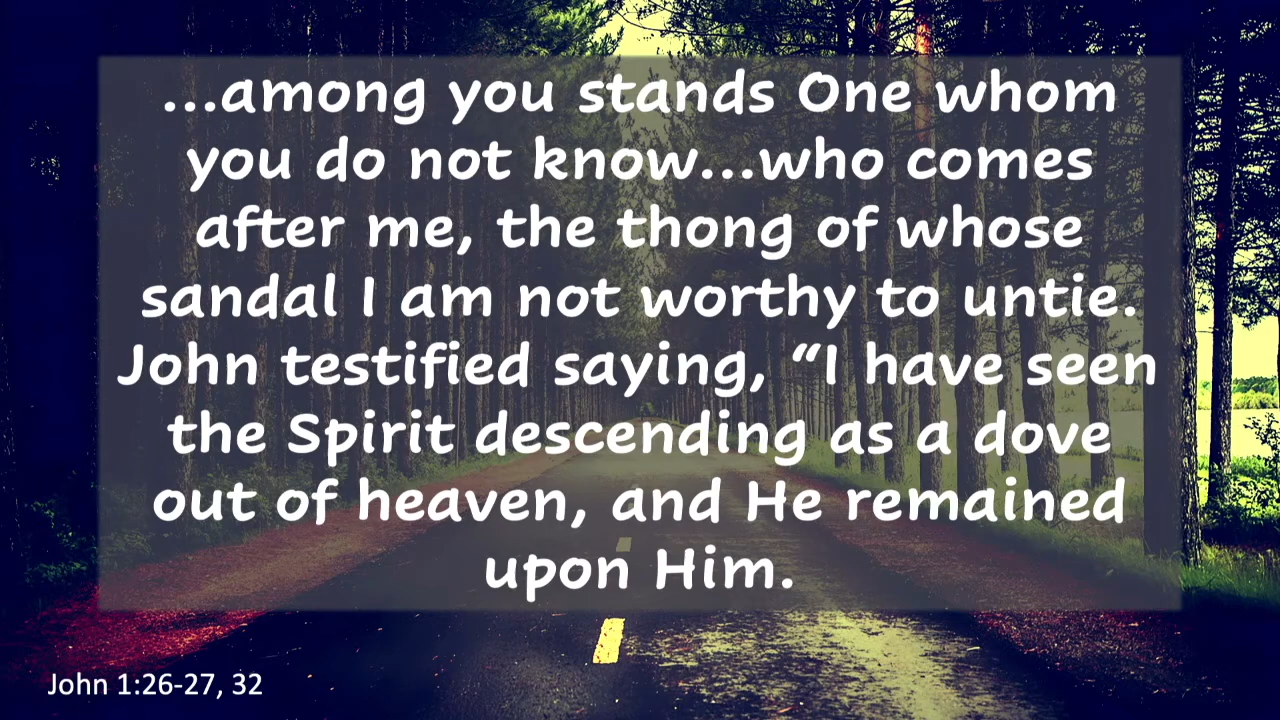 ...among you stands One whom
you do not know...who comes
after me, the thong of whose
sandal I am not worthy to untie.
John testified saying, “I have seen
the Spirit descending as a dove
out of heaven, and He remained
upon Him.
John 1:26-27, 32